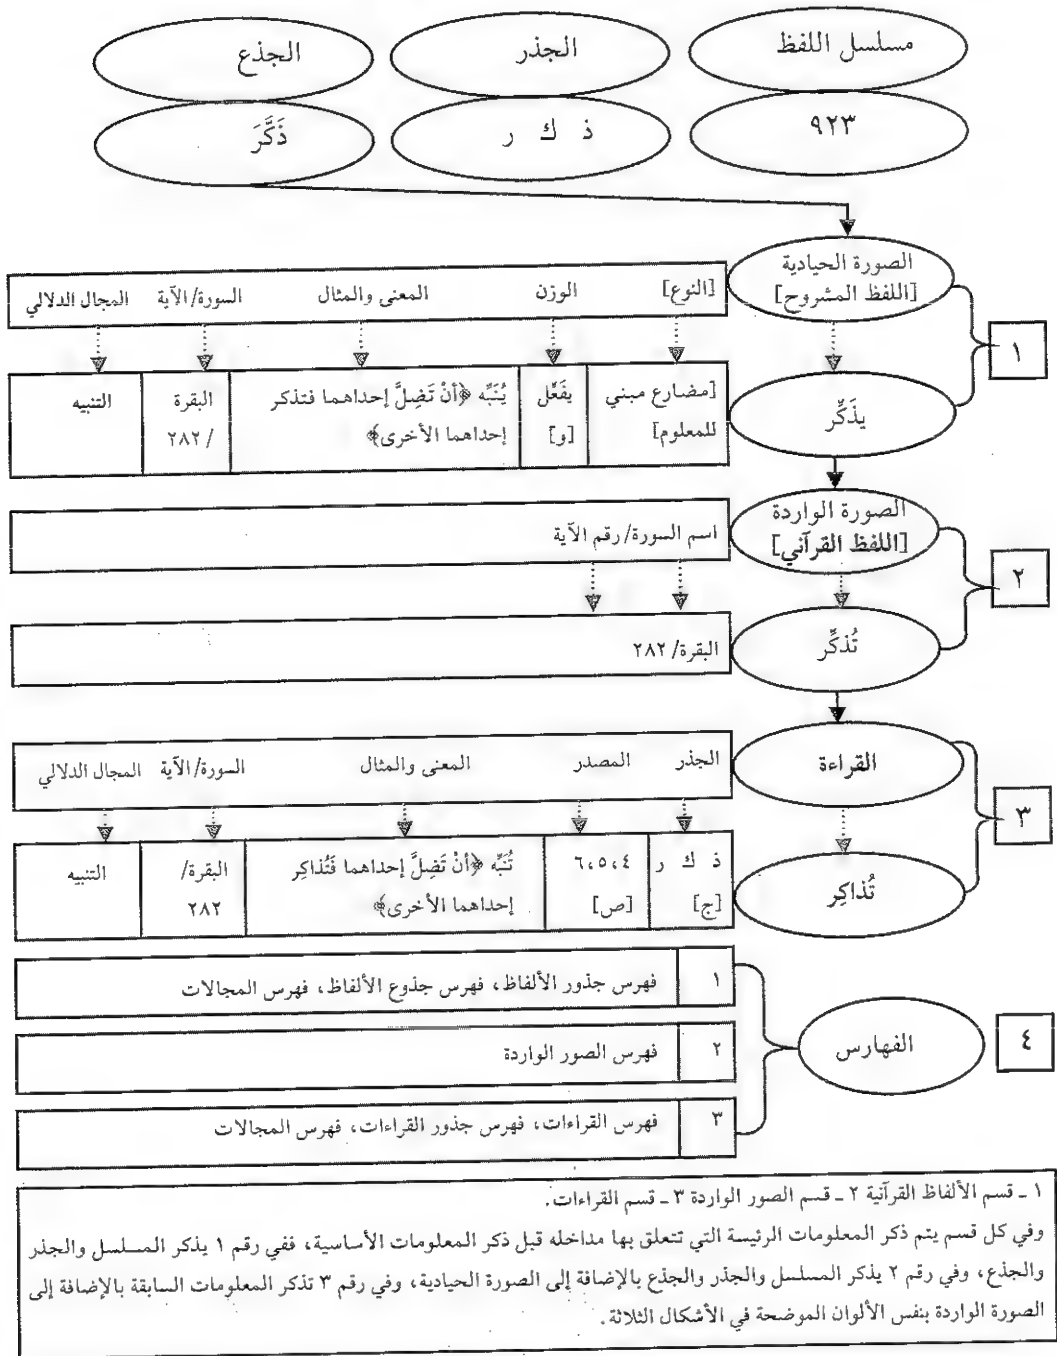 مسلسل اللفظ الجذر الجذع
٩٢٣ ذ ك ر ذَكَّرَ
الصورة الحيادية
[اللفظ المشروح]
[النوع] الوزن المعنى والمثال السورة/الآية المجال الدلالي
١
يذَكِّر
[مضارع مبني يفَعِّل يُنَبِّه ﴿أنْ تَضِلَّ إحداهما فتذكر البقرة التنبيه
للمعلوم] [و] إحداهما الأخرى﴾ /٢٨٢
الصورة الواردة
[اللفظ القرآني]
اسم السورة/رقم الآية
٢
تُذكِّر
البقرة/٢٨٢
القراءة
الجذر المصدر المعنى والمثال السورة/الآية المجال الدلالي
٣
تُذاكِر
ذ ك ر ٦،٥،٤ تُنَبِّه ﴿أنْ تَضِلَّ إحداهما فَتُذاكِر البقرة/ التنبيه
[ج] [ص] إحداهما الأخرى﴾ ٢٨٢
٤
الفهارس
١ فهرس جذور الألفاظ، فهرس جذوع الألفاظ، فهرس المجالات
٢ فهرس الصور الواردة
٣ فهرس القراءات، فهرس جذور القراءات، فهرس المجالات
١ ـ قسم الألفاظ القرآنية ٢ ـ قسم الصور الواردة ٣ ـ قسم القراءات.
وفي كل قسم يتم ذكر المعلومات الرئيسة التي تتعلق بها مداخله قبل ذكر المعلومات الأساسية، ففي رقم ١ يذكر المسلسل والجذر
والجذع، وفي رقم ٢ يذكر المسلسل والجذر والجذع بالإضافة إلى الصورة الحيادية، وفي رقم ٣ تذكر المعلومات السابقة بالإضافة إلى
الصورة الواردة بنفس الألوان الموضحة في الأشكال الثلاثة.